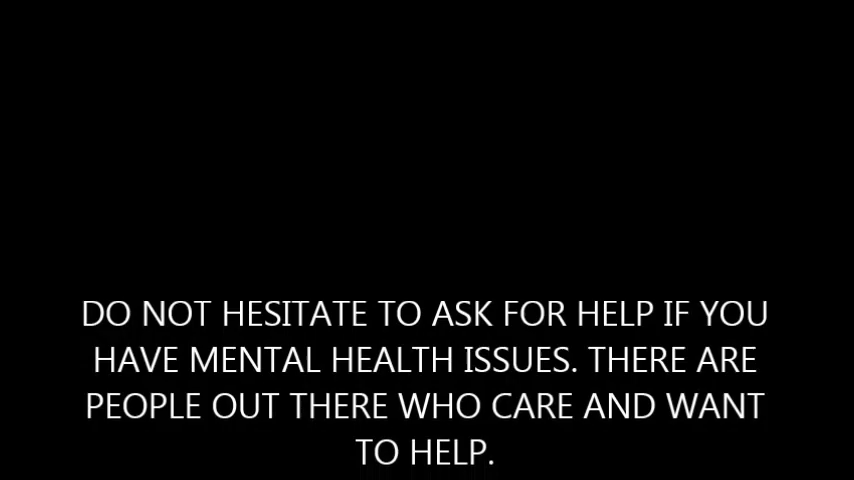 DO NOT HESITATE TO ASK FOR HELP IF YOU
HAVE MENTAL HEALTH ISSUES. THERE ARE
PEOPLE OUT THERE WHO CARE AND WANT
TO HELP.